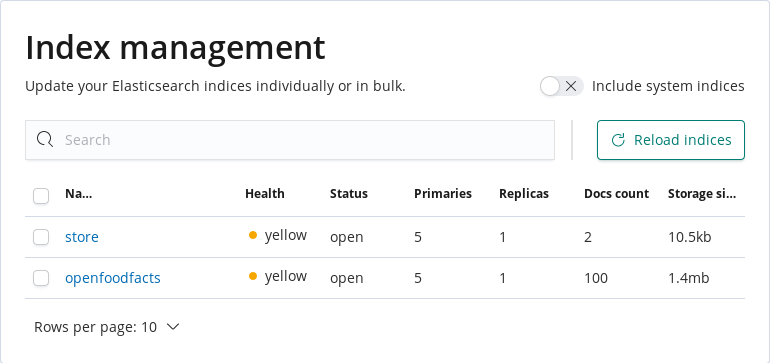 Index management
Update your Elasticsearch indices individually or in bulk.
Include system indices
Search
Reload indices
Na... Health Status Primaries Replicas Docs count Storage si...
store yellow open 5 1 2 10.5kb
openfoodfacts yellow open 5 1 100 1.4mb
Rows per page: 10